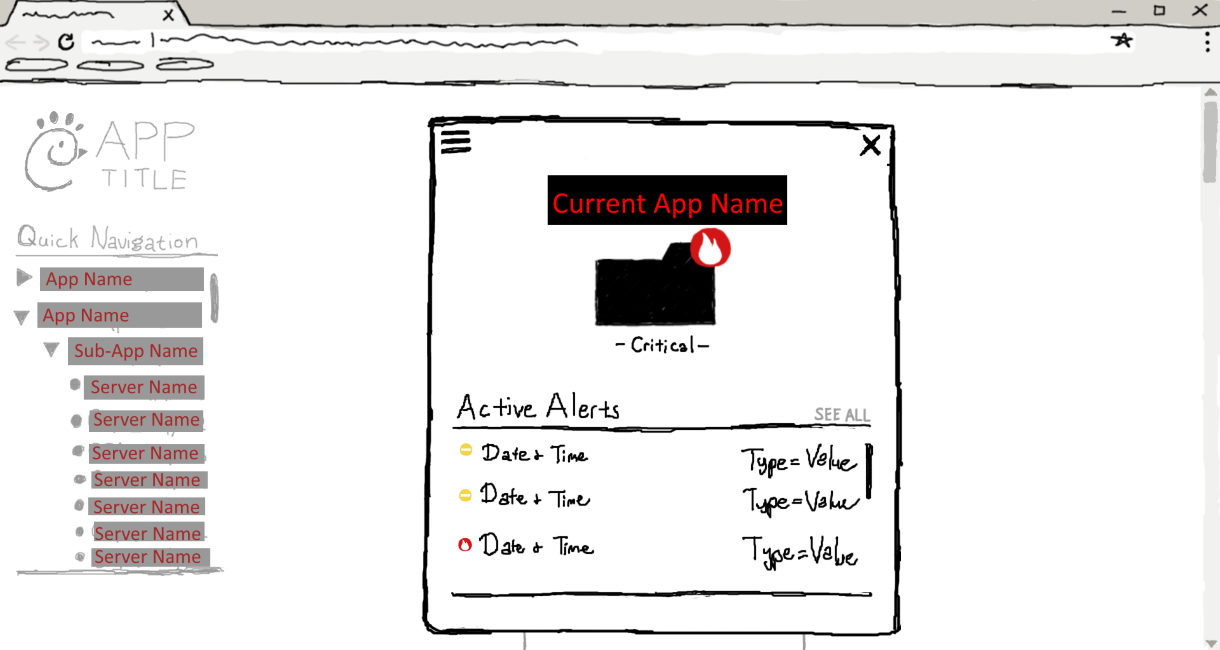 APP
TITLE
Quick Navigation
App Name
App Name
Sub-App Name
Server Name
Server Name
Server Name
Server Name
Server Name
Server Name
Server Name
Current App Name
-Critical-
Active Alerts
SEE ALL
Date & Time
Type=Value
Date & Time
Type=Value
Date & Time
Type=Value